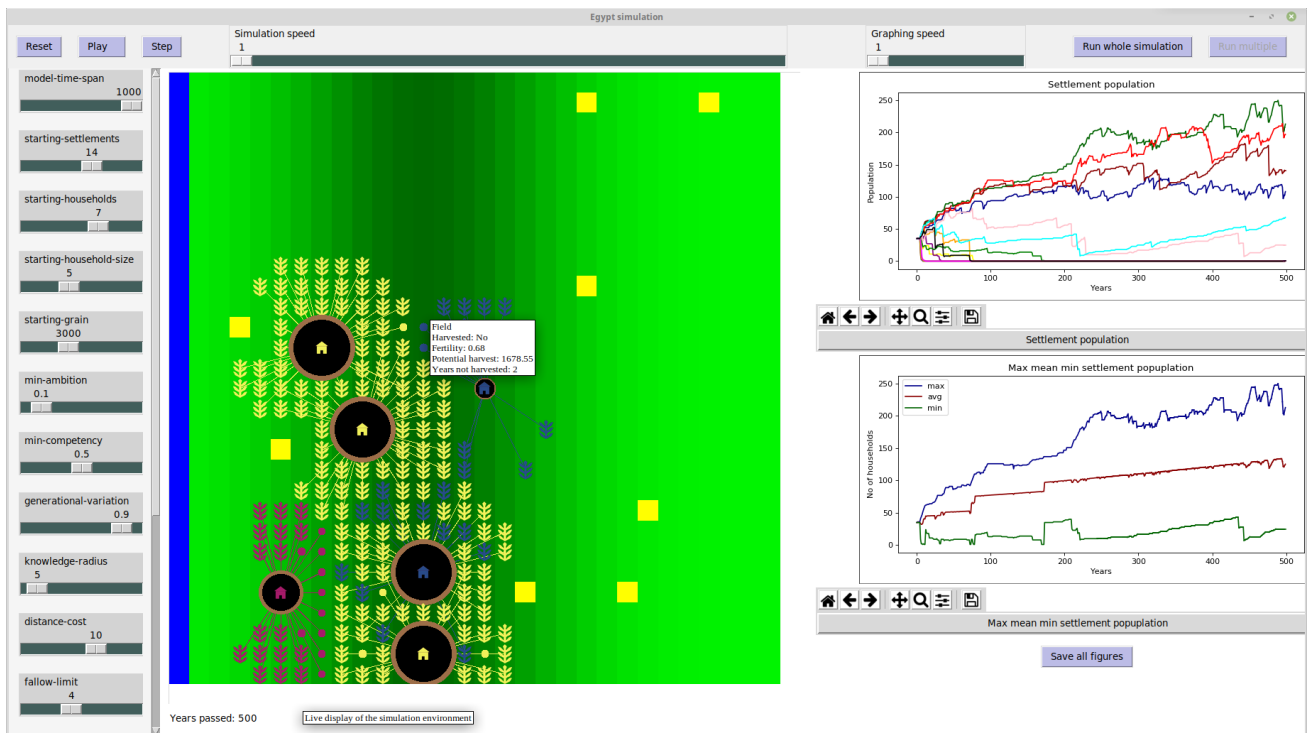 Egypt simulation
Reset
Play
Step
Simulation speed
1
Graphing speed
1
Run whole simulation
Run multiple
model-time-span
1000
starting-settlements
14
starting-households
7
starting-household-size
5
starting-grain
3000
min-ambition
0.1
min-competency
0.5
generational-variation
0.9
knowledge-radius
5
distance-cost
10
fallow-limit
4
Field
Harvested: No
Fertility: 0.68
Potential harvest: 1678.55
Years not harvested: 2
Years passed: 500
Live display of the simulation environment
Settlement population
250
200
150
100
50
0
Population
0 100 200 300 400 500
Years
Settlement population
Max mean min settlement popuplation
max
avg
min
250
200
150
100
50
0
No of households
0 100 200 300 400 500
Years
Max mean min settlement popuplation
Save all figures